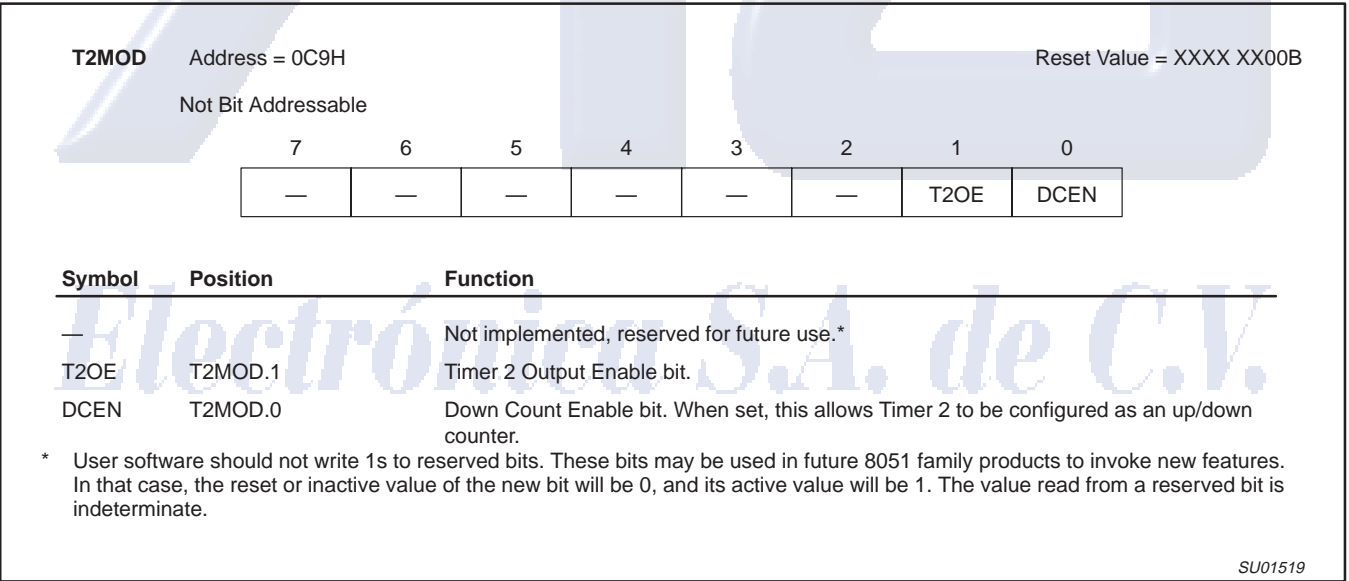 T2MOD Address = 0C9H Reset Value = XXXX XX00B
Not Bit Addressable
7 6 5 4 3 2 1 0
— — — — — — T2OE DCEN
Symbol Position Function
— Not implemented, reserved for future use.*
T2OE T2MOD.1 Timer 2 Output Enable bit.
DCEN T2MOD.0 Down Count Enable bit. When set, this allows Timer 2 to be configured as an up/down
counter.
* User software should not write 1s to reserved bits. These bits may be used in future 8051 family products to invoke new features.
In that case, the reset or inactive value of the new bit will be 0, and its active value will be 1. The value read from a reserved bit is
indeterminate.
SU01519
Electrónica S.A. de C.V.